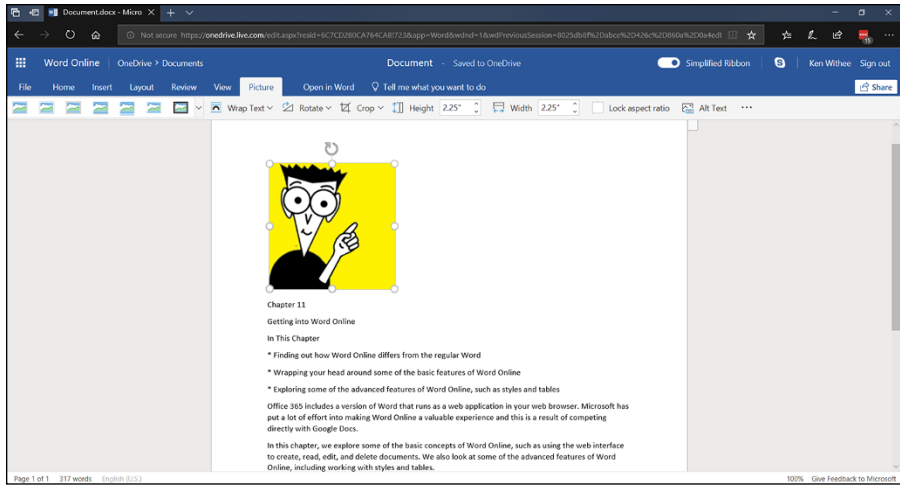 Document.docx - Micro
Not secure https://onedrive.live.com/edit.aspx?resid=6C7CD280CA764CAB!723&app=Word&wdnd=1&wdPreviousSession=8025db8f%2Dabce%2D426c%2D860a%2D0a4ed
Word Online OneDrive > Documents Document - Saved to OneDrive Simplified Ribbon Ken Withee Sign out
File Home Insert Layout Review View Picture Open in Word Tell me what you want to do Share
Wrap Text Rotate Crop Height 2.25" Width 2.25" Lock aspect ratio Alt Text ...
Chapter 11
Getting into Word Online
In This Chapter
* Finding out how Word Online differs from the regular Word
* Wrapping your head around some of the basic features of Word Online
* Exploring some of the advanced features of Word Online, such as styles and tables
Office 365 includes a version of Word that runs as a web application in your web browser. Microsoft has
put a lot of effort into making Word Online a valuable experience and this is a result of competing
directly with Google Docs.
In this chapter, we explore some of the basic concepts of Word Online, such as using the web interface
to create, read, edit, and delete documents. We also look at some of the advanced features of Word
Online, including working with styles and tables.
Page 1 of 1 317 words English (U.S.) 100% Give Feedback to Microsoft